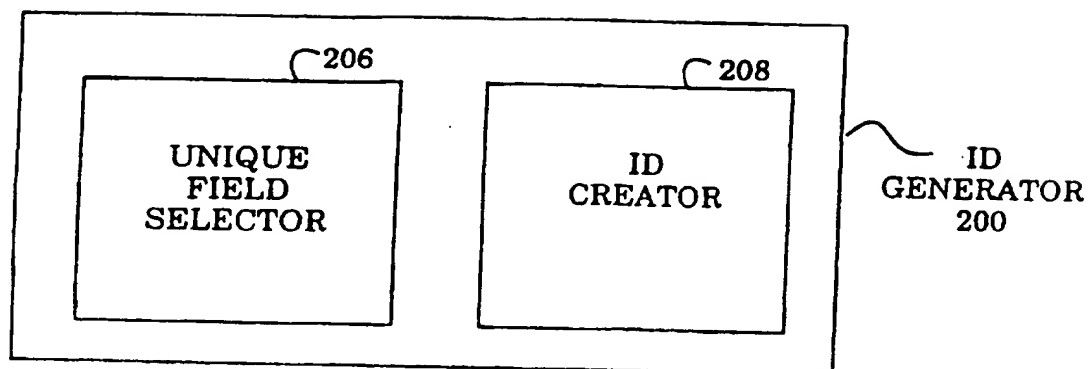 206
UNIQUE
FIELD
SELECTOR
208
ID
CREATOR
ID
GENERATOR
200